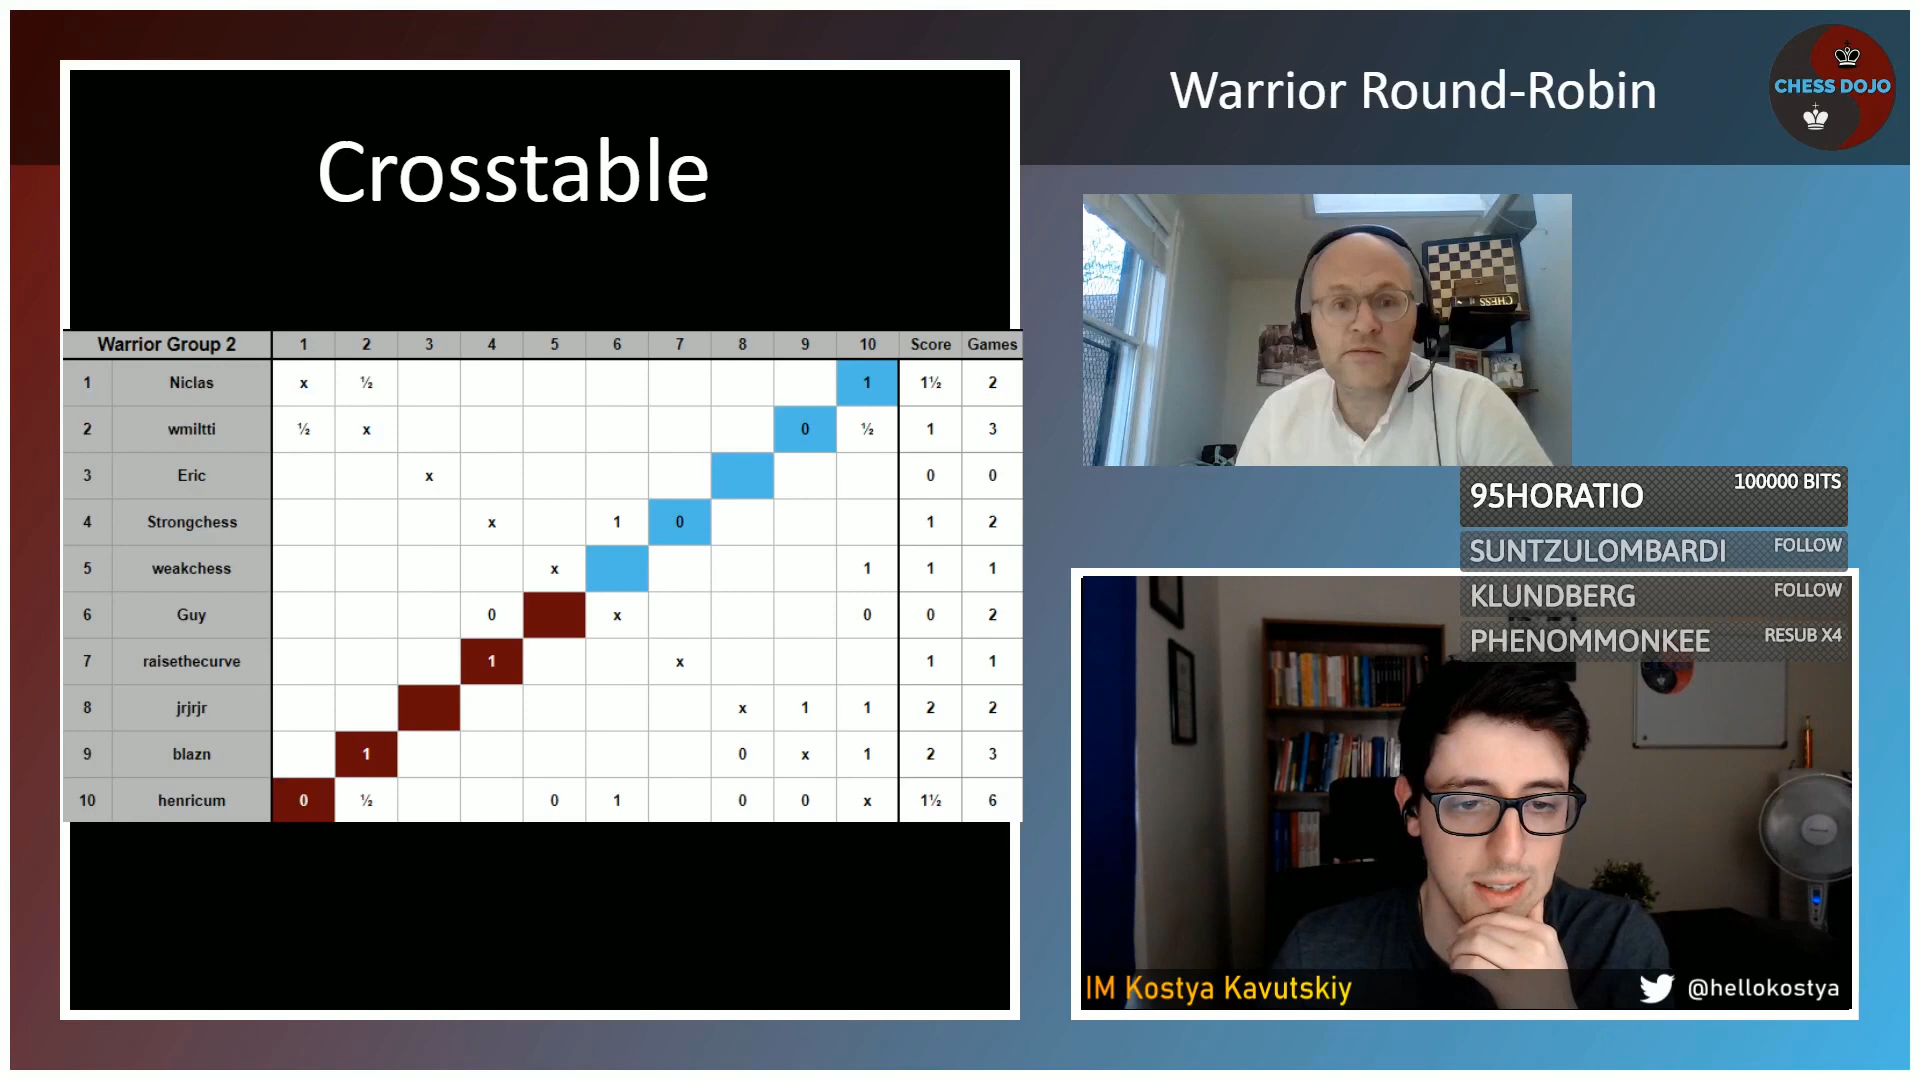 Warrior Round-Robin
CHESS DOJO
Crosstable
Warrior Group 2 1 2 3 4 5 6 7 8 9 10 Score Games
1 Niclas x ½ 1 1½ 2
2 wmiltti ½ x 0 ½ 1 3
3 Eric x 0 0
4 Strongchess x 1 0 1 2
5 weakchess x 1 1 1
6 Guy 0 x 0 0 2
7 raisethecurve 1 x 1 1
8 jrjrjr x 1 1 2 2
9 blazn 1 0 x 1 2 3
10 henricum 0 ½ 0 1 0 0 x 1½ 6
CHESS
USA
95HORATIO 100000 BITS
SUNTZULOMBARDI FOLLOW
KLUNDBERG FOLLOW
PHENOMMONKEE RESUB X4
IM Kostya Kavutskiy
@hellokostya